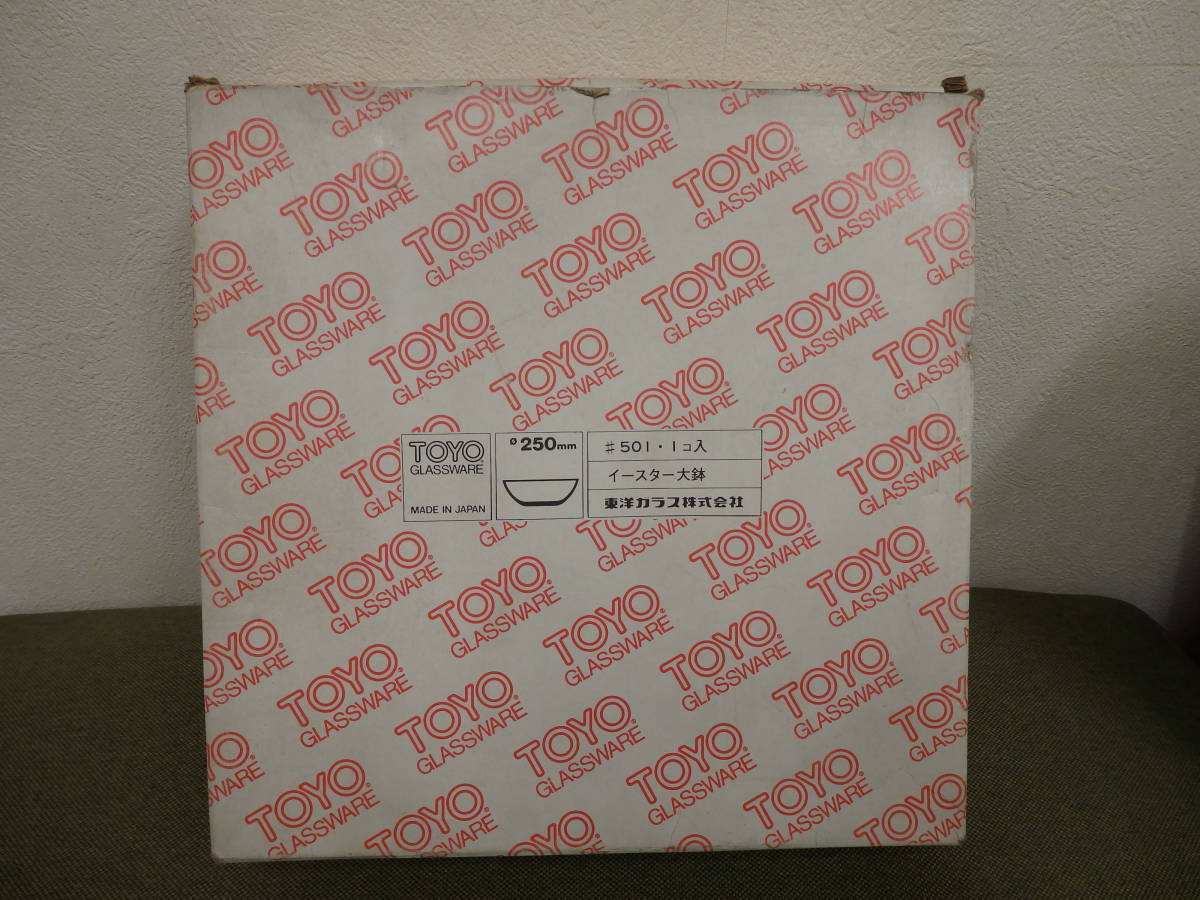 TOYO
GLASSWARE
MADE IN JAPAN
ø250mm
♯501・1コ入
イースター大鉢
東洋ガラス株式会社
TOYO
GLASSWARE